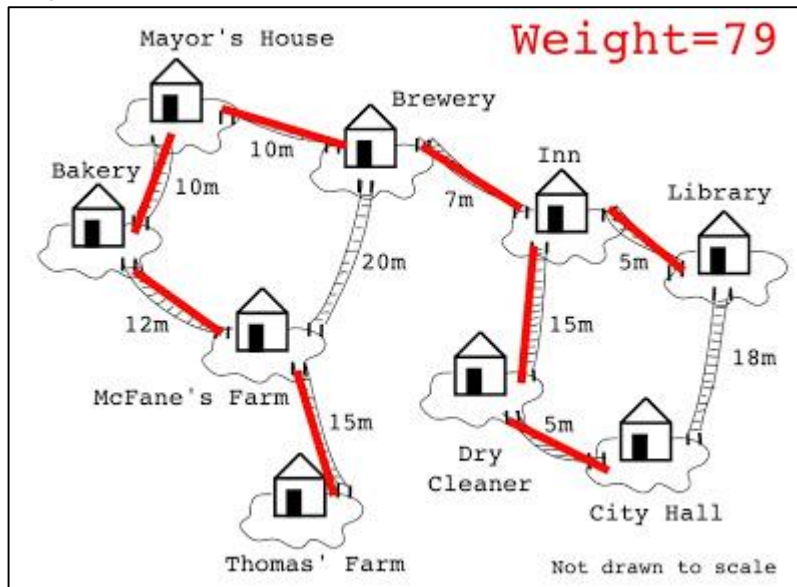 Weight=79
Mayor's House
Brewery
10m
Inn
Bakery
10m
7m
Library
20m
5m
12m
15m
18m
McFane's Farm
15m
5m
Dry
Cleaner
City Hall
Thomas' Farm
Not drawn to scale